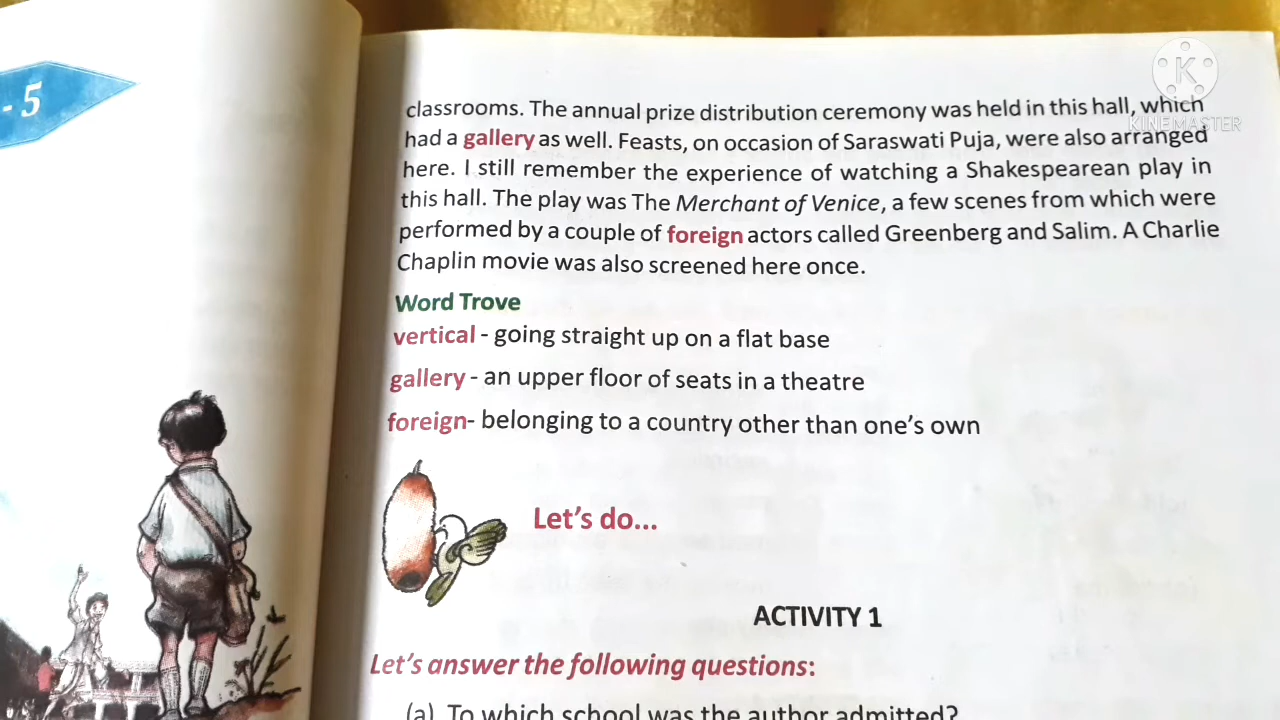 - 5
classrooms. The annual prize distribution ceremony was held in this hall, which
had a gallery as well. Feasts, on occasion of Saraswati Puja, were also arranged
here. I still remember the experience of watching a Shakespearean play in
this hall. The play was The Merchant of Venice, a few scenes from which were
performed by a couple of foreign actors called Greenberg and Salim. A Charlie
Chaplin movie was also screened here once.
Word Trove
vertical - going straight up on a flat base
gallery - an upper floor of seats in a theatre
foreign- belonging to a country other than one's own
Let's do...
ACTIVITY 1
Let's answer the following questions:
(a) To which school was the author admitted?
K
KINEMASTER